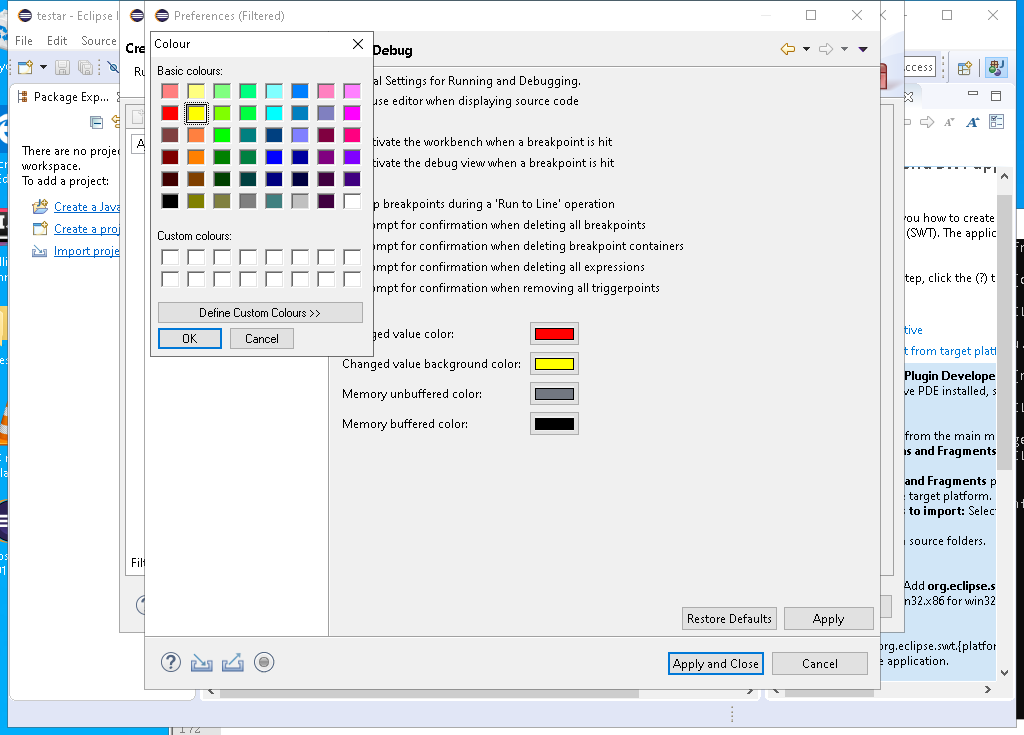 testar - Eclipse I
Preferences (Filtered)
File Edit Source
Colour
Cre
Debug
Basic colours:
Ru
al Settings for Running and Debugging.
use editor when displaying source code
ccess
Package Exp...
tivate the workbench when a breakpoint is hit
There are no proje
workspace.
To add a project:
tivate the debug view when a breakpoint is hit
Create a Java
p breakpoints during a 'Run to Line' operation
Create a proj
ompt for confirmation when deleting all breakpoints
Import proje
Custom colours:
ompt for confirmation when deleting breakpoint containers
ompt for confirmation when deleting all expressions
ompt for confirmation when removing all triggerpoints
you how to create
(SWT). The applic
tep, click the (?) t
Define Custom Colours >>
OK Cancel
ged value color:
tive
t from target platf
Changed value background color:
Memory unbuffered color:
Memory buffered color:
Plugin Develope
ve PDE installed, s
from the main m
s and Fragments
and Fragments p
e target platform.
s to import: Selec
n source folders.
Filt
Add org.eclipse.s
in32.x86 for win32
Restore Defaults Apply
org.eclipse.swt.{platfor
e application.
Apply and Close Cancel
172